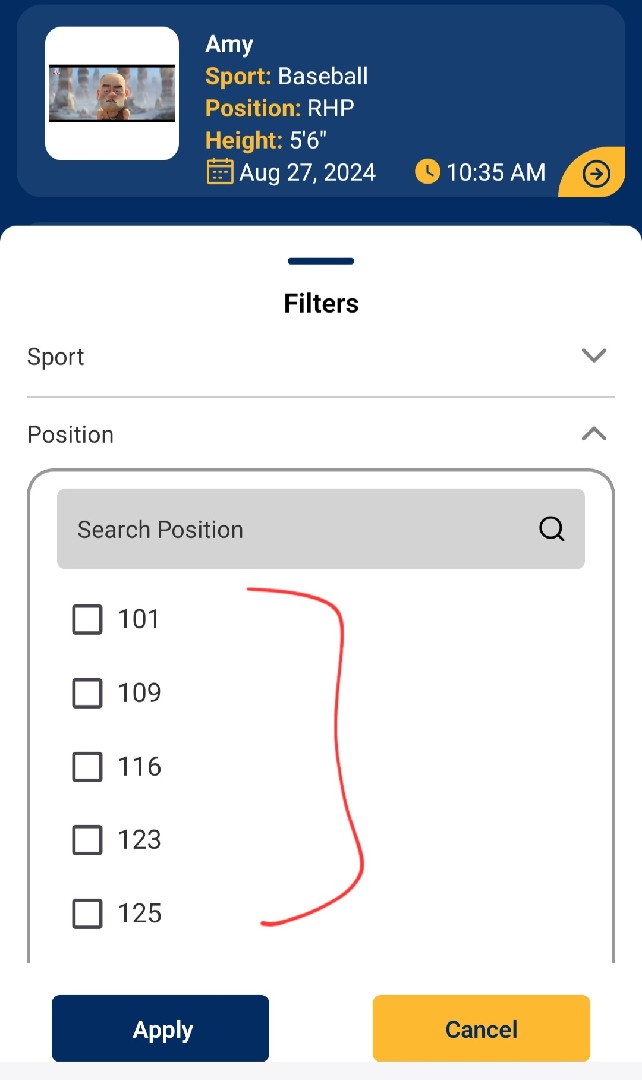 Amy
Sport: Baseball
Position: RHP
Height: 5'6"
Aug 27, 2024 10:35 AM
Filters
Sport
Position
Search Position
101
109
116
123
125
Apply Cancel